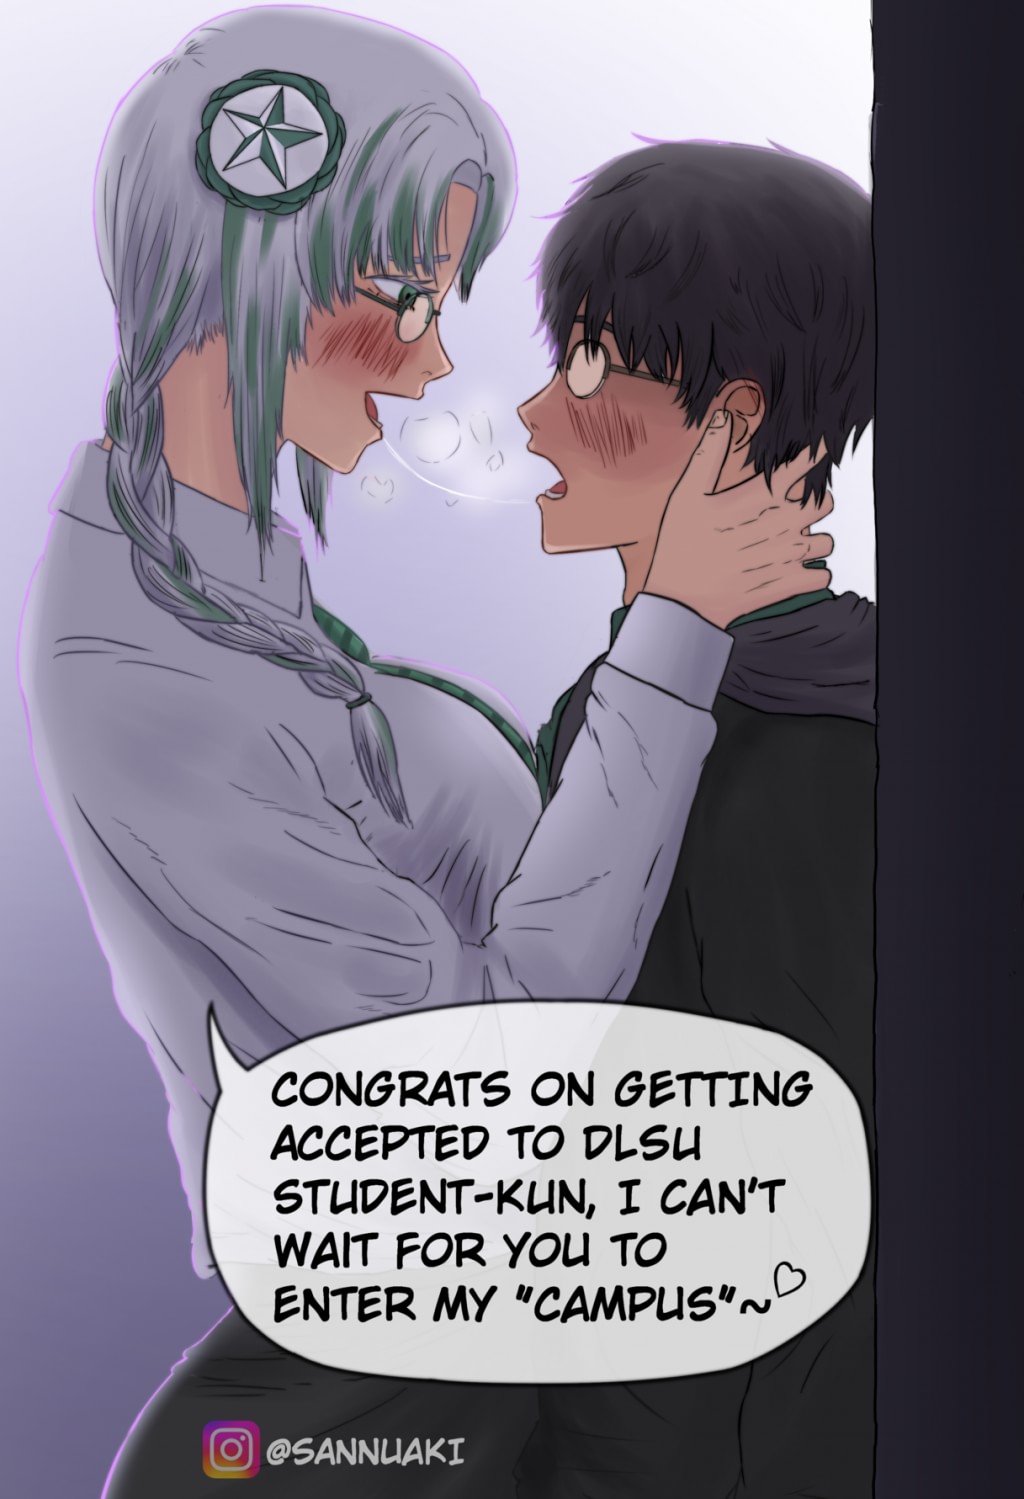 CONGRATS ON GETTING
ACCEPTED TO DLSU
STUDENT-KUN, I CAN'T
WAIT FOR YOU TO
ENTER MY "CAMPUS"~♡
@SANNUAKI